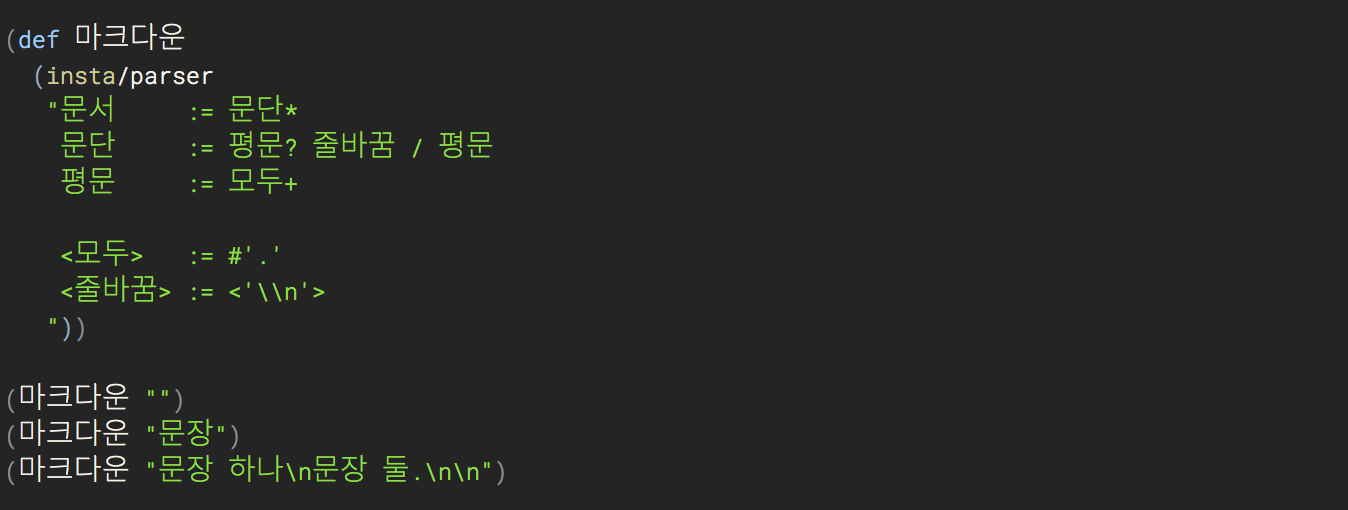 (def 마크다운
  (insta/parser
   "문서     := 문단*
    문단     := 평문? 줄바꿈 / 평문
    평문     := 모두+

    <모두>   := #'.'
    <줄바꿈> := <'\\n'>
   "))

(마크다운 "")
(마크다운 "문장")
(마크다운 "문장 하나\n문장 둘.\n\n")